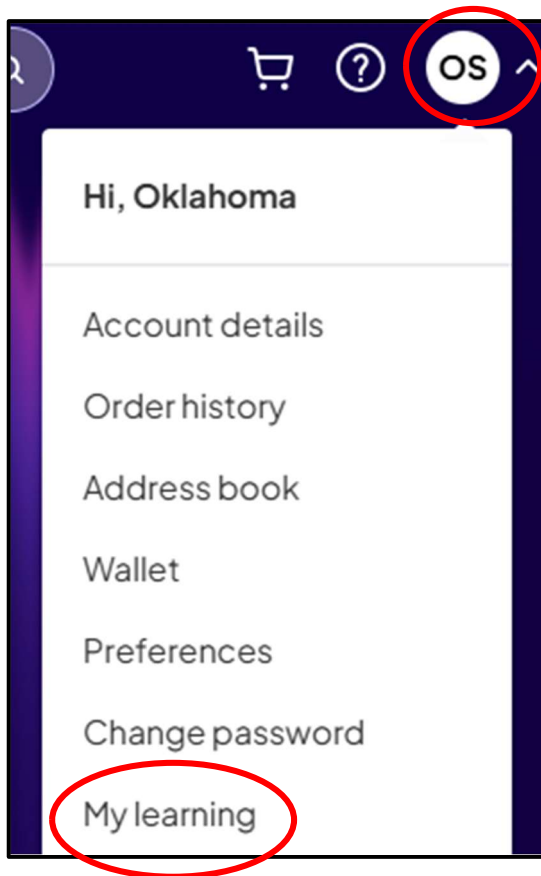 OS
Hi, Oklahoma
Account details
Order history
Address book
Wallet
Preferences
Change password
My learning